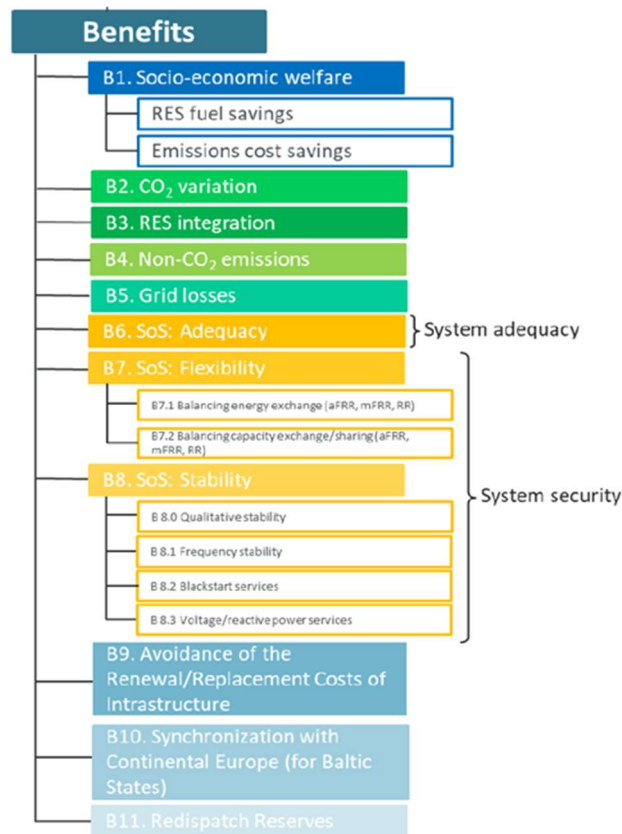 Benefits
B1. Socio-economic welfare
RES fuel savings
Emissions cost savings
B2. CO₂ variation
B3. RES integration
B4. Non-CO₂ emissions
B5. Grid losses
B6. SoS: Adequacy
System adequacy
B7. SoS: Flexibility
B7.1 Balancing energy exchange (aFRR, mFRR, RR)
B7.2 Balancing capacity exchange/sharing (aFRR,
mFRR, RR)
B8. SoS: Stability
System security
B 8.0 Qualitative stability
B 8.1 Frequency stability
B 8.2 Blackstart services
B 8.3 Voltage/reactive power services
B9. Avoidance of the
Renewal/Replacement Costs of
Intrastructure
B10. Synchronization with
Continental Europe (for Baltic
States)
B11. Redispatch Reserves